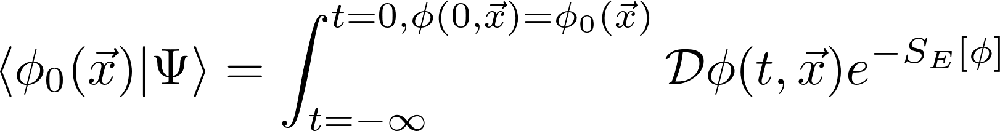 ⟨ϕ₀(x⃗)|Ψ⟩ = ∫_{t=−∞}^{t=0,ϕ(0,x⃗)=ϕ₀(x⃗)} 𝒟ϕ(t, x⃗)e^{−S_E[ϕ]}